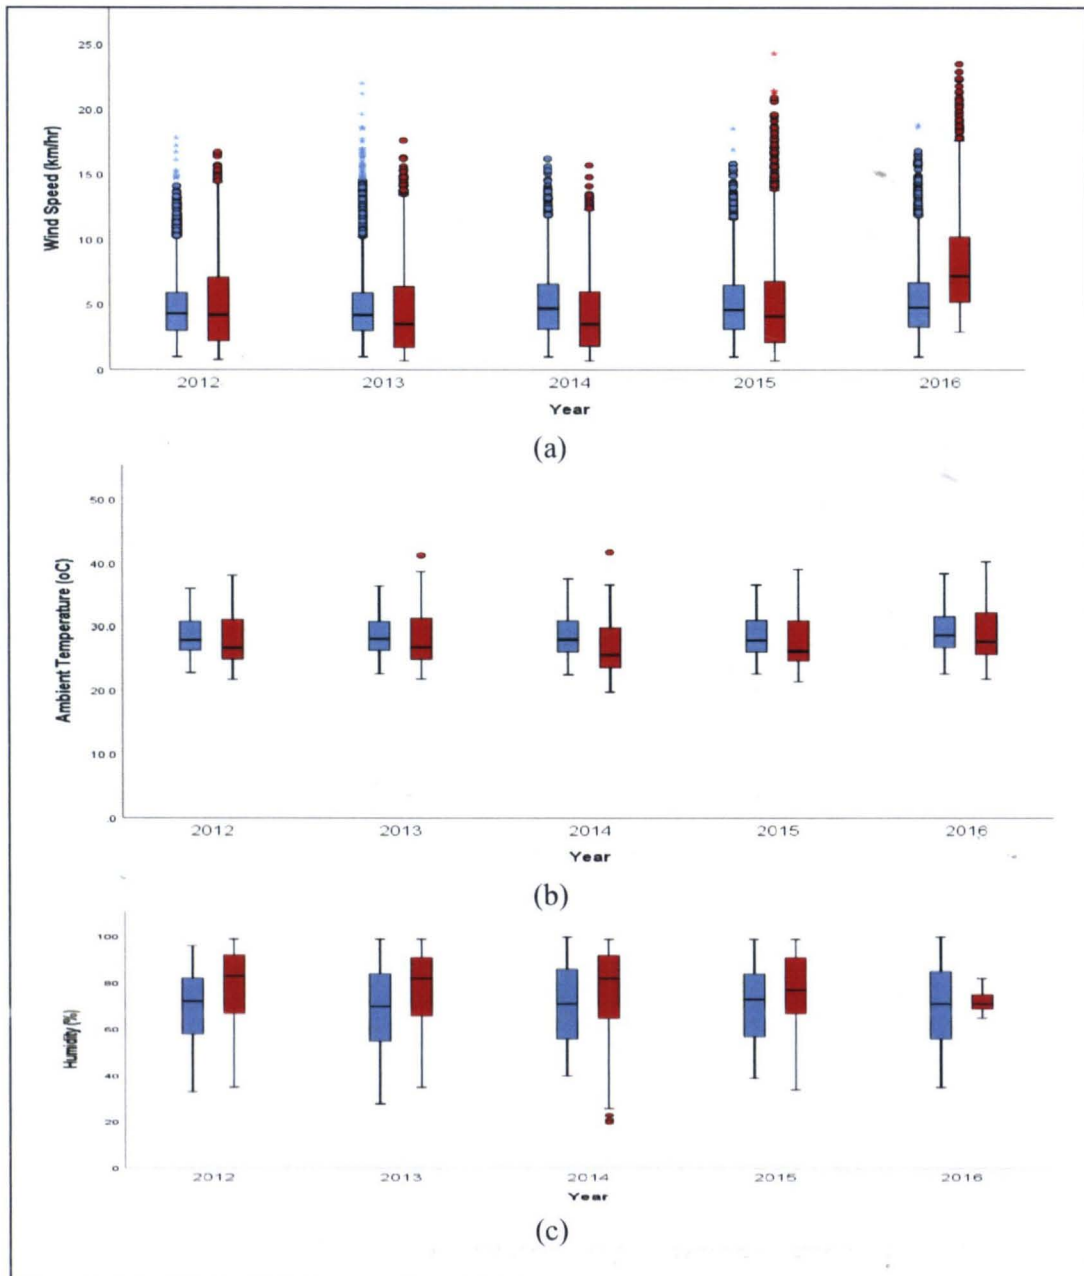 Wind Speed (km/hr)
25.0
20.0
15.0
10.0
5.0
.0
2012 2013 2014 2015 2016
Year
(a)
Ambient Temperature (oC)
50.0
40.0
30.0
20.0
10.0
.0
2012 2013 2014 2015 2016
Year
(b)
Humidity (%)
100
80
60
40
20
0
2012 2013 2014 2015 2016
Year
(c)